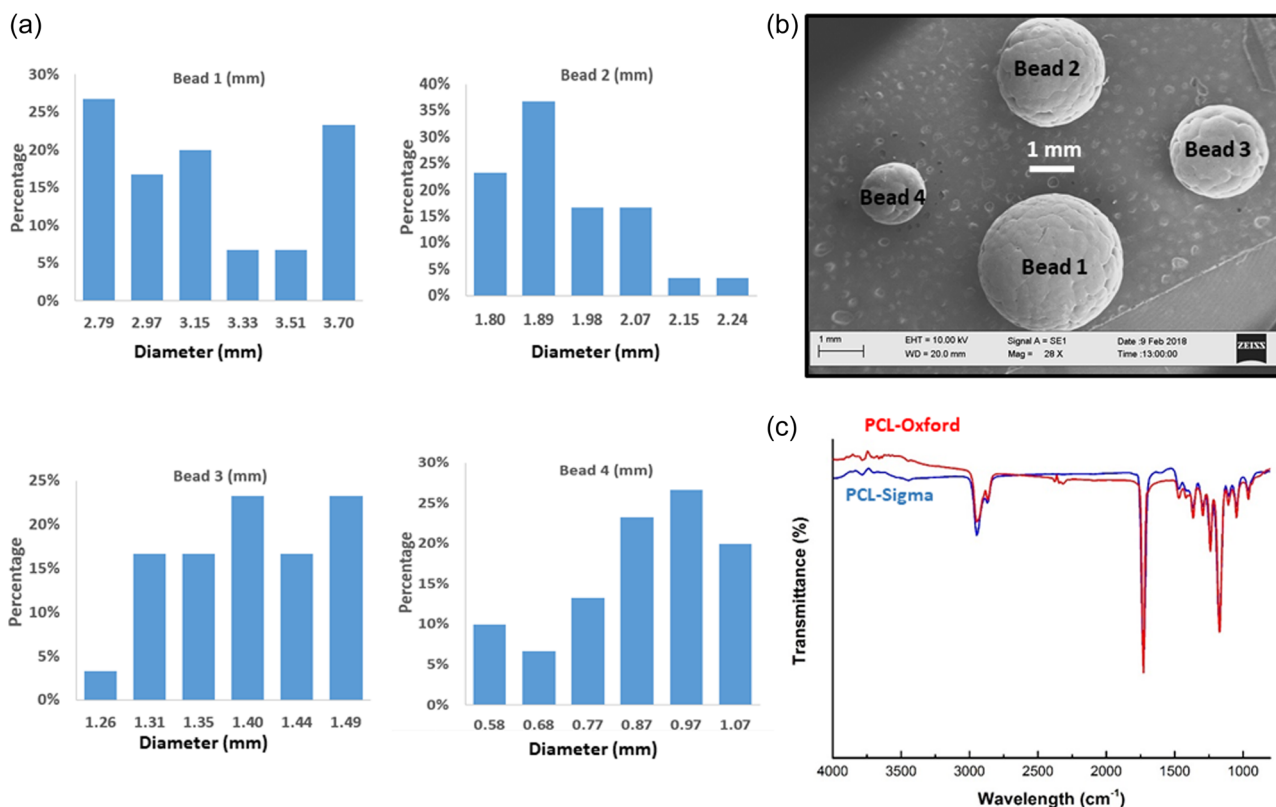 (a)
Bead 1 (mm)
30%
25%
20%
15%
10%
5%
0%
Percentage
2.79 2.97 3.15 3.33 3.51 3.70
Diameter (mm)
Bead 2 (mm)
40%
35%
30%
25%
20%
15%
10%
5%
0%
Percentage
1.80 1.89 1.98 2.07 2.15 2.24
Diameter (mm)
Bead 3 (mm)
25%
20%
15%
10%
5%
0%
Percentage
1.26 1.31 1.35 1.40 1.44 1.49
Diameter (mm)
Bead 4 (mm)
30%
25%
20%
15%
10%
5%
0%
Percentage
0.58 0.68 0.77 0.87 0.97 1.07
Diameter (mm)
(b)
Bead 2
1 mm
Bead 3
Bead 4
Bead 1
1 mm
EHT = 10.00 kV Signal A = SE1 Date :9 Feb 2018
WD = 20.0 mm Mag = 28 X Time :13:00:00
ZEISS
(c)
PCL-Oxford
PCL-Sigma
Transmittance (%)
4000 3500 3000 2500 2000 1500 1000
Wavelength (cm⁻¹)